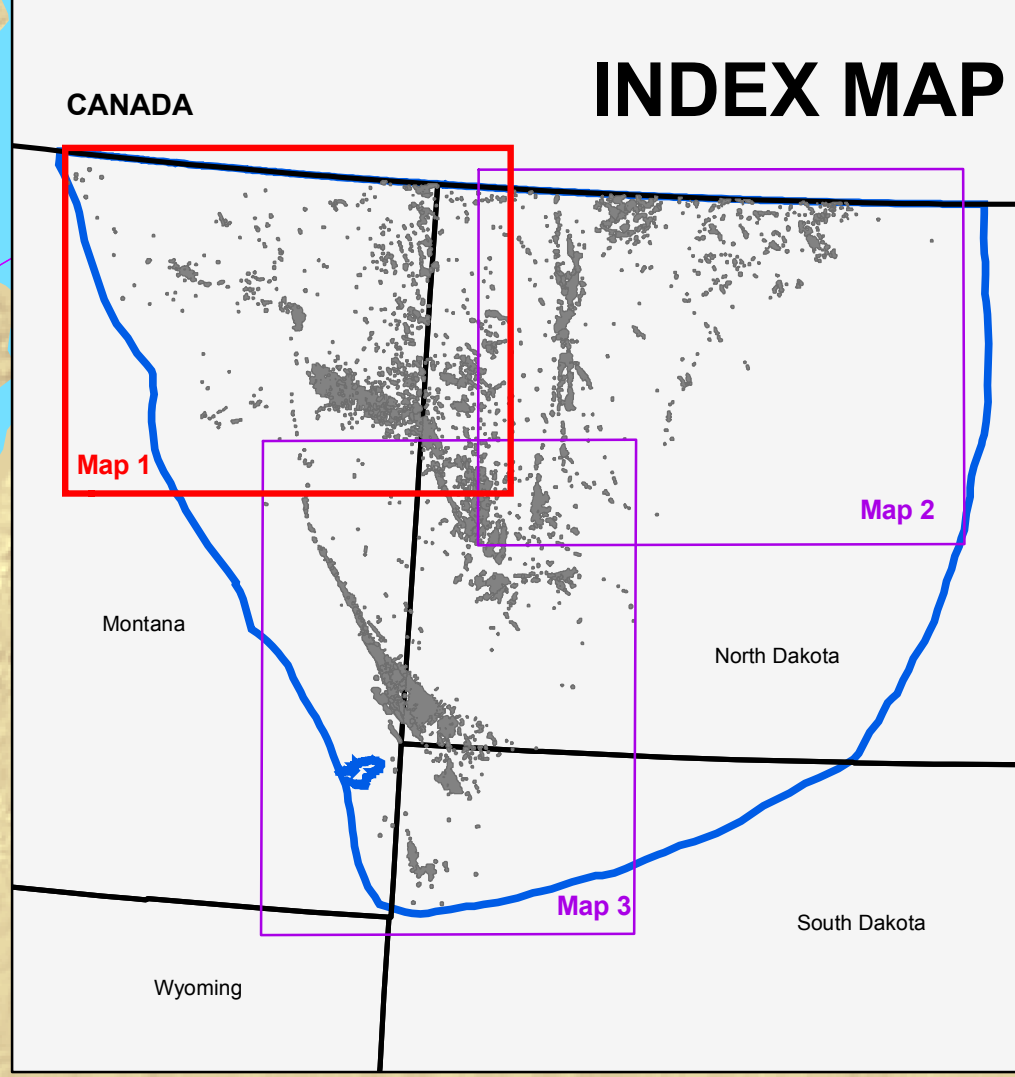 INDEX MAP
CANADA
Map 1
Map 2
Montana
North Dakota
Map 3
South Dakota
Wyoming